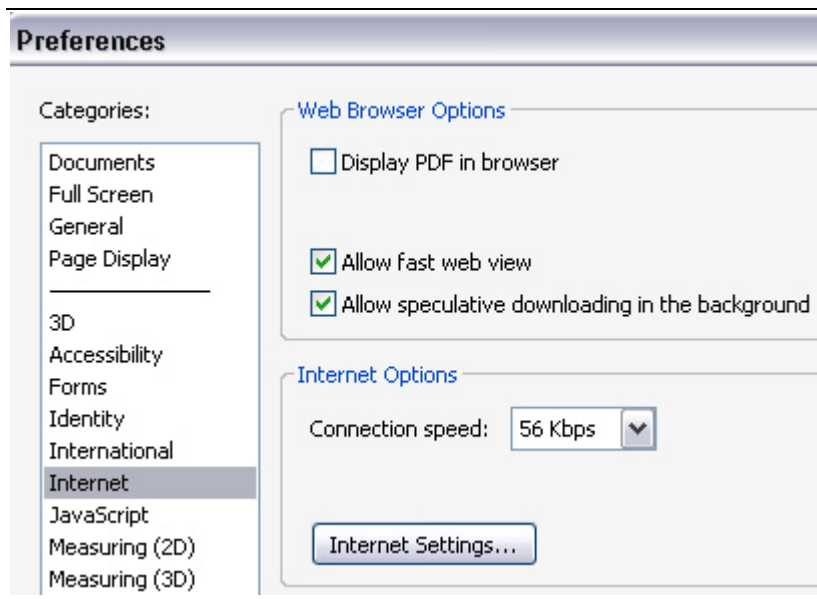 Preferences
Categories:
Documents
Full Screen
General
Page Display
3D
Accessibility
Forms
Identity
International
Internet
JavaScript
Measuring (2D)
Measuring (3D)
Web Browser Options
Display PDF in browser
Allow fast web view
Allow speculative downloading in the background
Internet Options
Connection speed: 56 Kbps
Internet Settings...